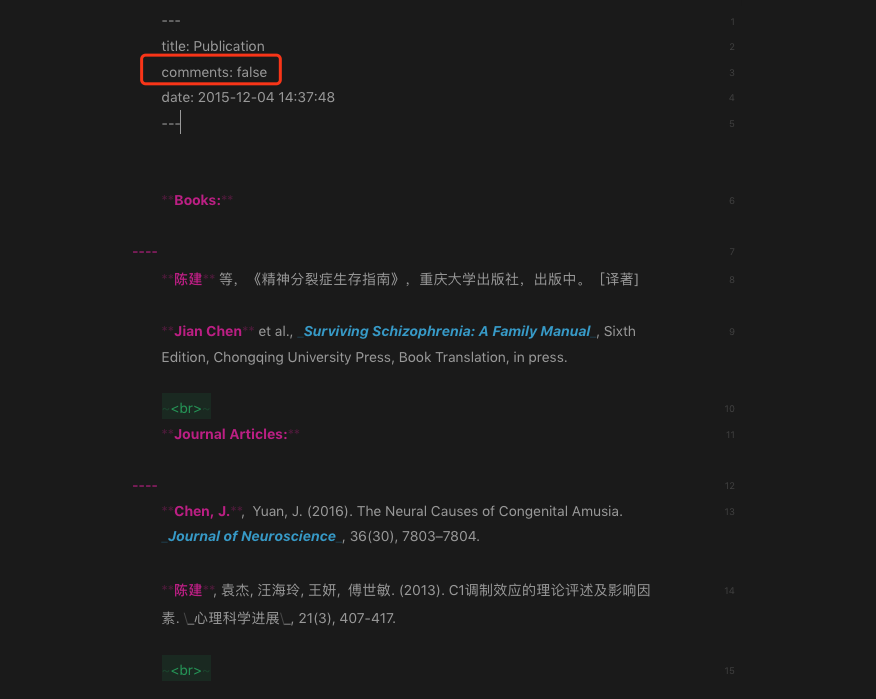 ---
1
title: Publication
2
comments: false
3
date: 2015-12-04 14:37:48
4
---
5
**Books:**
6
----
7
**陈建** 等，《精神分裂症生存指南》，重庆大学出版社，出版中。［译著]
8
**Jian Chen** et al., _Surviving Schizophrenia: A Family Manual_, Sixth
9
Edition, Chongqing University Press, Book Translation, in press.
<br>
10
**Journal Articles:**
11
----
12
**Chen, J.**,  Yuan, J. (2016). The Neural Causes of Congenital Amusia.
13
_Journal of Neuroscience_, 36(30), 7803–7804.
**陈建**, 袁杰, 汪海玲, 王妍,  傅世敏. (2013). C1调制效应的理论评述及影响因
14
素. \_心理科学进展\_, 21(3), 407-417.
<br>
15